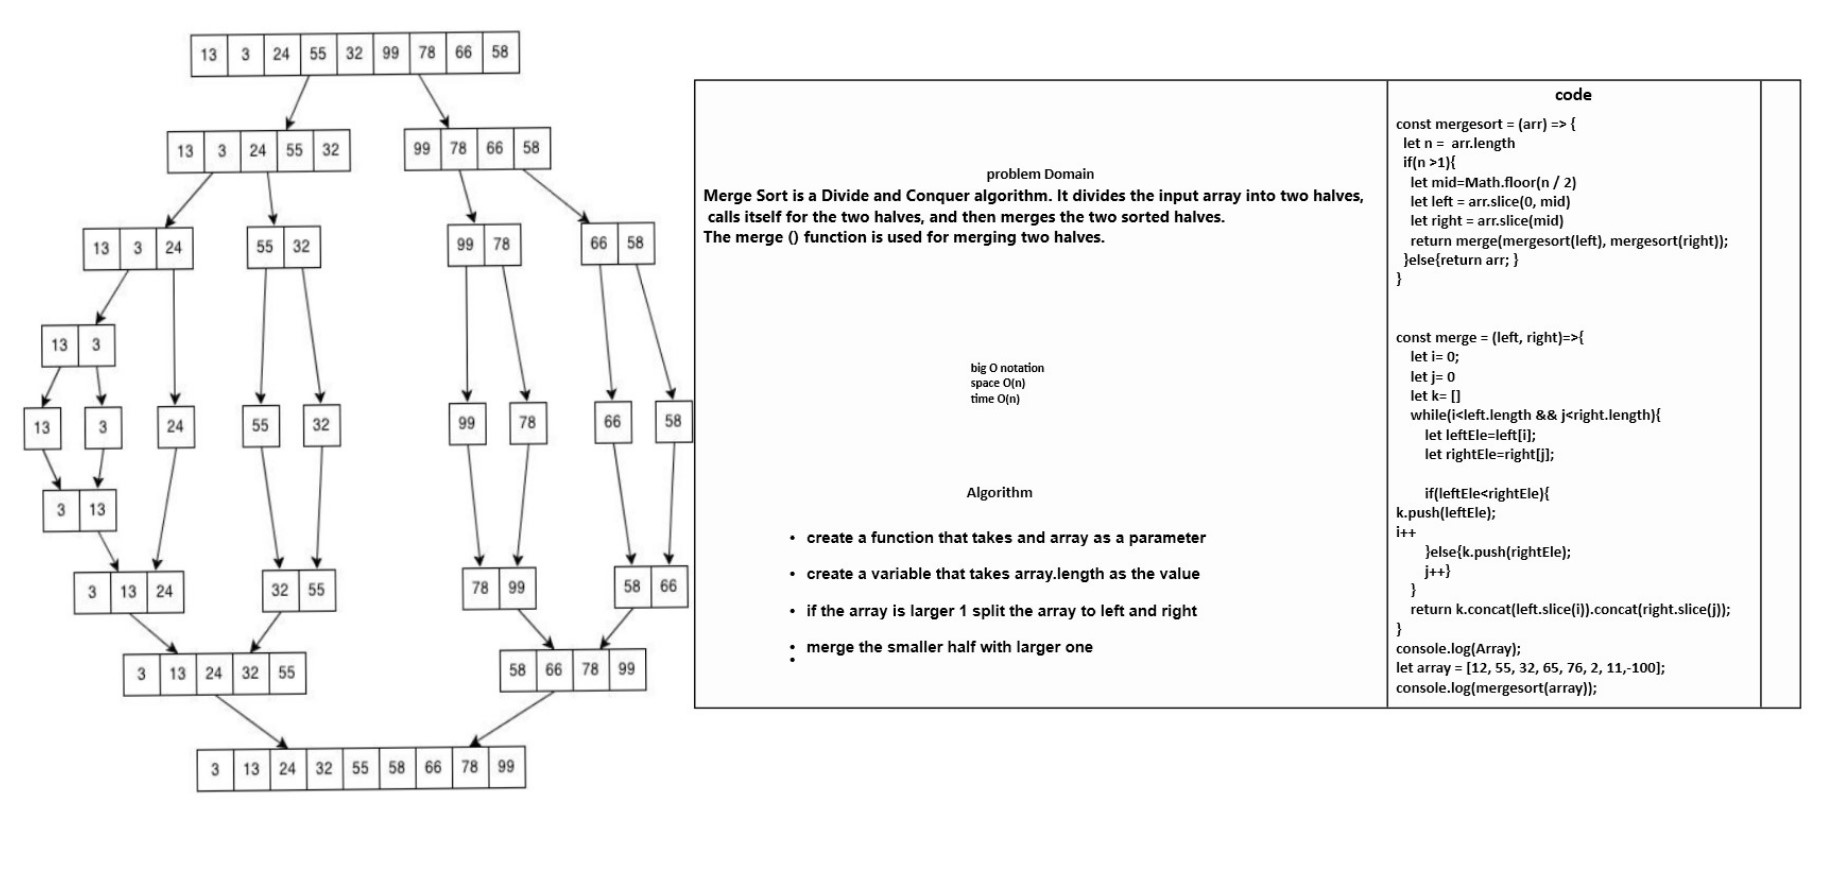 13 3 24 55 32 99 78 66 58
13 3 24 55 32
99 78 66 58
13 3 24
55 32
99 78
66 58
13 3
13
3
24
55
32
99
78
66
58
3 13
3 13 24
32 55
78 99
58 66
3 13 24 32 55
58 66 78 99
3 13 24 32 55 58 66 78 99
problem Domain
Merge Sort is a Divide and Conquer algorithm. It divides the input array into two halves,
calls itself for the two halves, and then merges the two sorted halves.
The merge () function is used for merging two halves.
big O notation
space O(n)
time O(n)
Algorithm
• create a function that takes and array as a parameter
• create a variable that takes array.length as the value
• if the array is larger 1 split the array to left and right
• merge the smaller half with larger one
•
code
const mergesort = (arr) => {
let n =  arr.length
if(n >1){
let mid=Math.floor(n / 2)
let left = arr.slice(0, mid)
let right = arr.slice(mid)
return merge(mergesort(left), mergesort(right));
}else{return arr; }
}
const merge = (left, right)=>{
let i= 0;
let j= 0
let k= []
while(i<left.length && j<right.length){
let leftEle=left[i];
let rightEle=right[j];
if(leftEle<rightEle){
k.push(leftEle);
i++
}else{k.push(rightEle);
j++}
}
return k.concat(left.slice(i)).concat(right.slice(j));
}
console.log(Array);
let array = [12, 55, 32, 65, 76, 2, 11,-100];
console.log(mergesort(array));